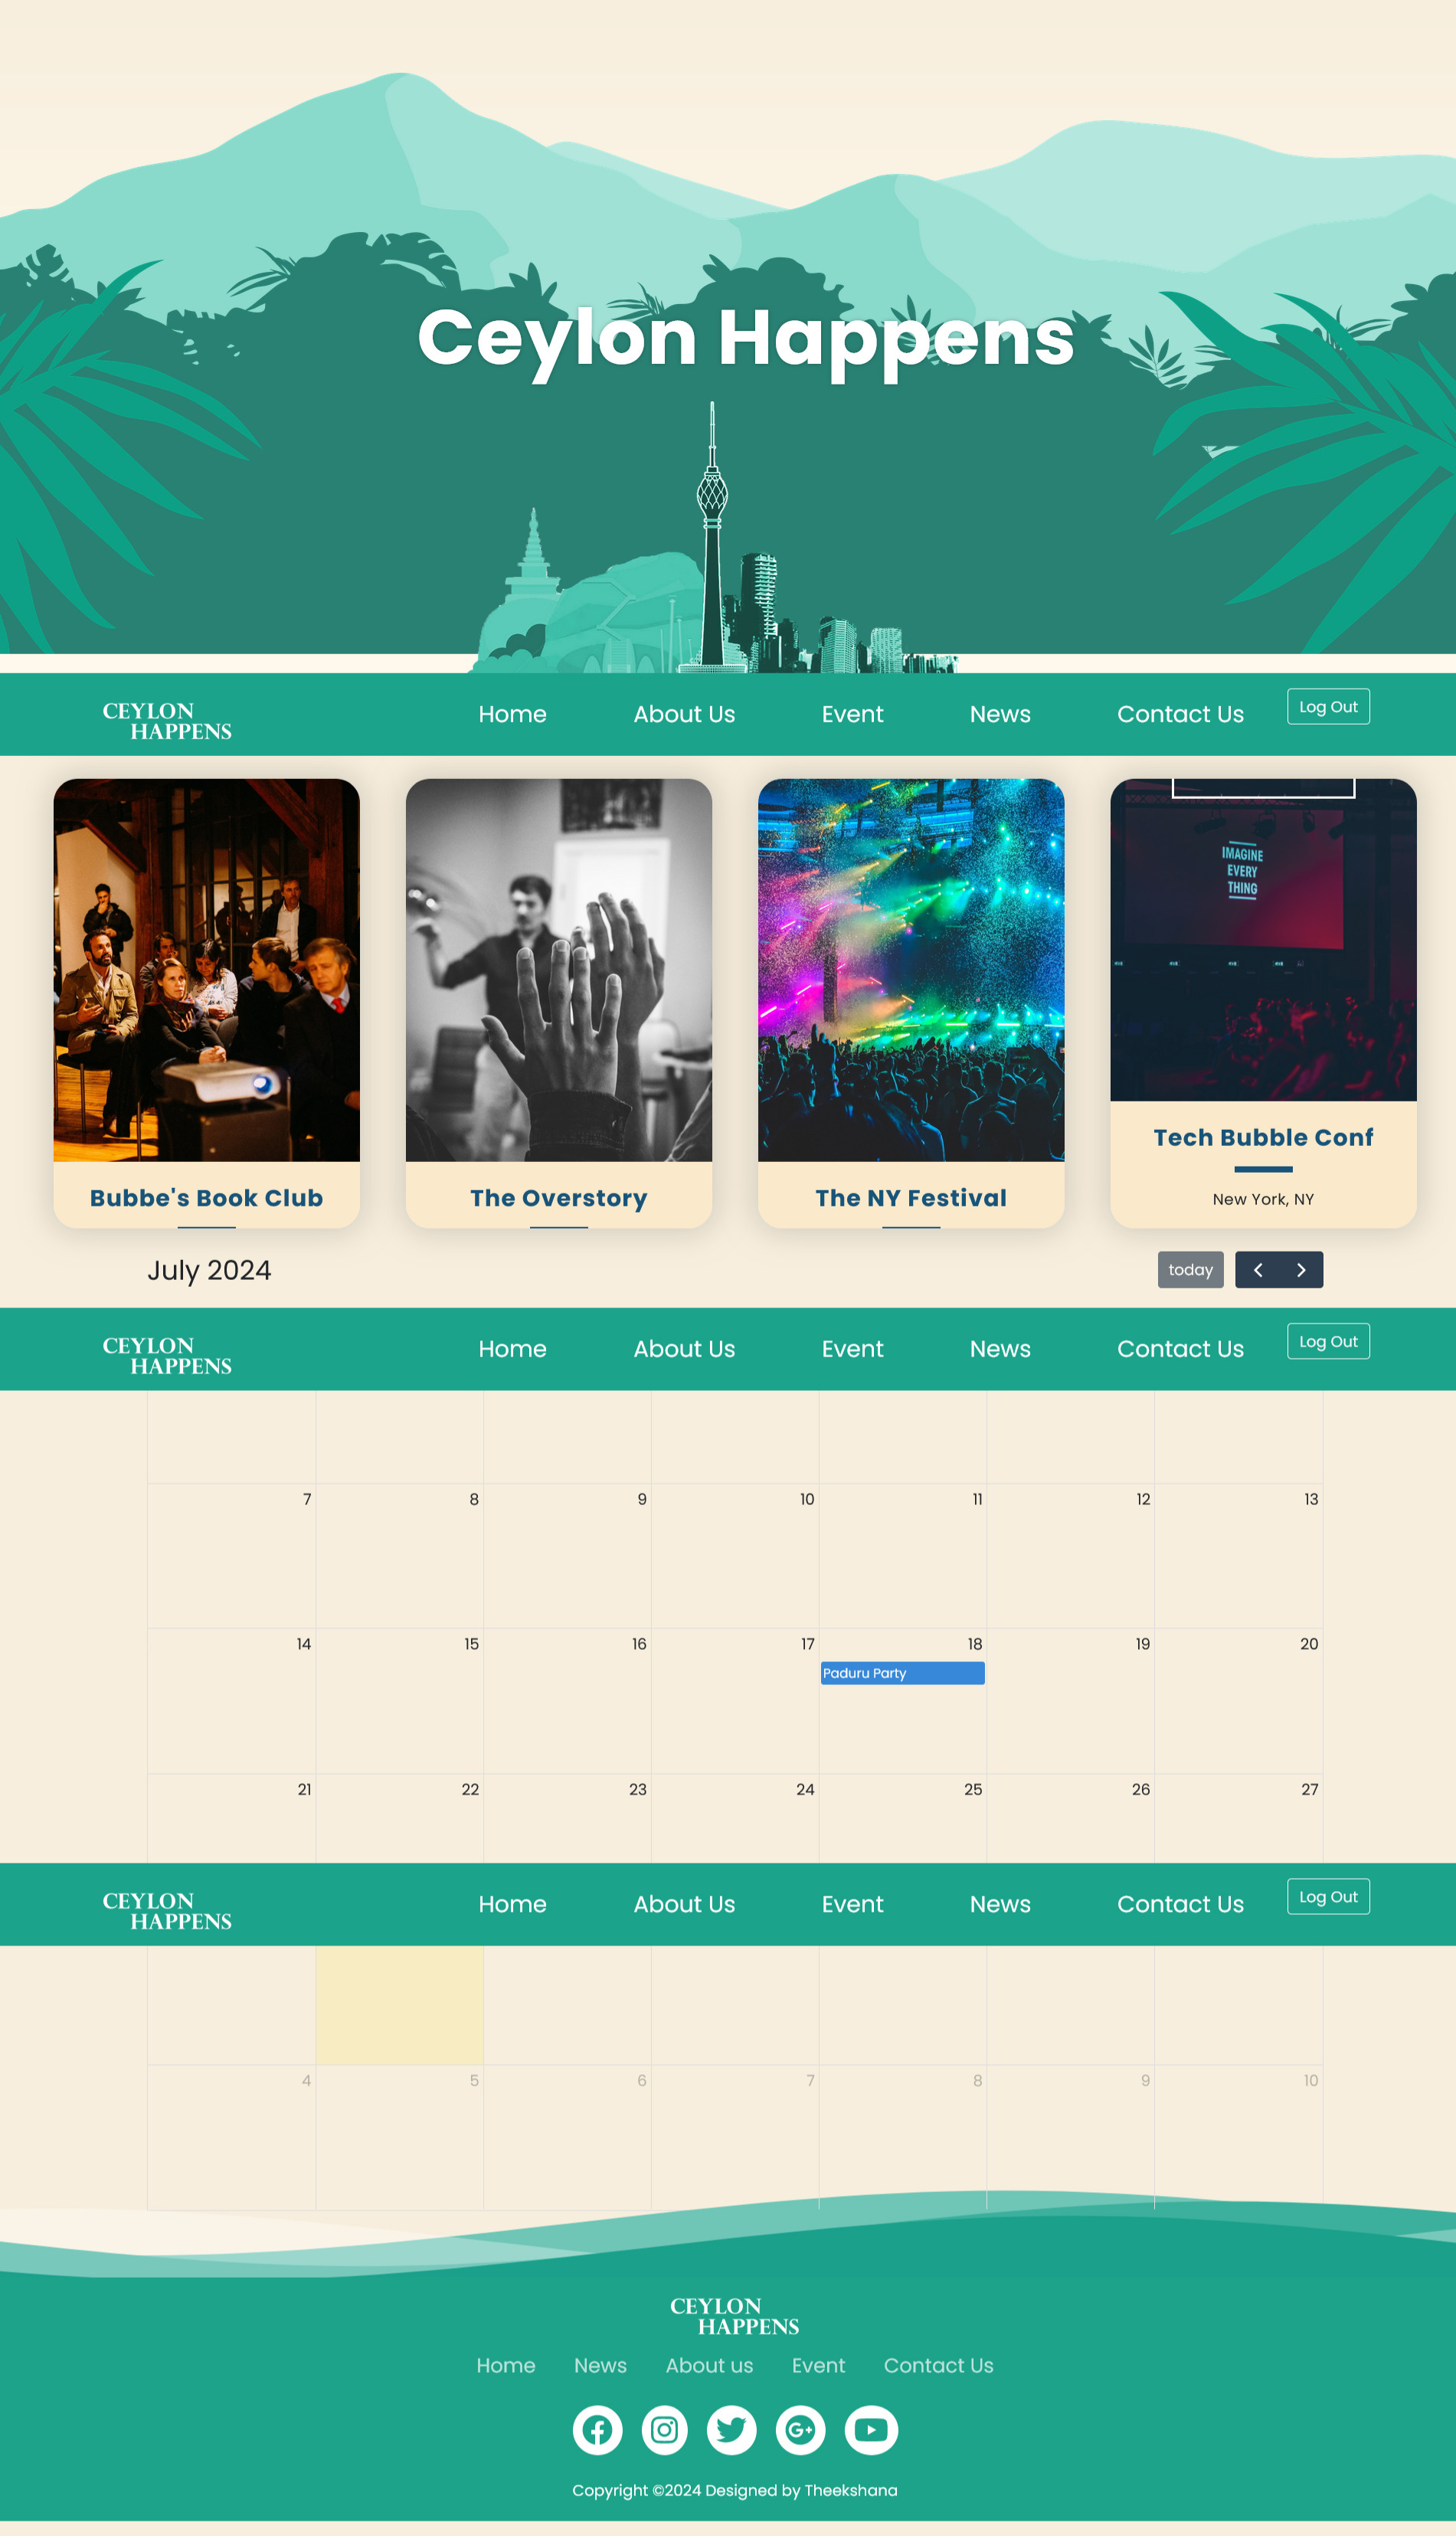 Ceylon Happens
CEYLON
HAPPENS
Home About Us Event News Contact Us Log Out
IMAGINE
EVERY
THING
Bubbe's Book Club
The Overstory
The NY Festival
Tech Bubble Conf
New York, NY
July 2024
today
CEYLON
HAPPENS
Home About Us Event News Contact Us Log Out
7 8 9 10 11 12 13
14 15 16 17 18 19 20
Paduru Party
21 22 23 24 25 26 27
CEYLON
HAPPENS
Home About Us Event News Contact Us Log Out
4 5 6 7 8 9 10
CEYLON
HAPPENS
Home News About us Event Contact Us
G+
Copyright ©2024 Designed by Theekshana